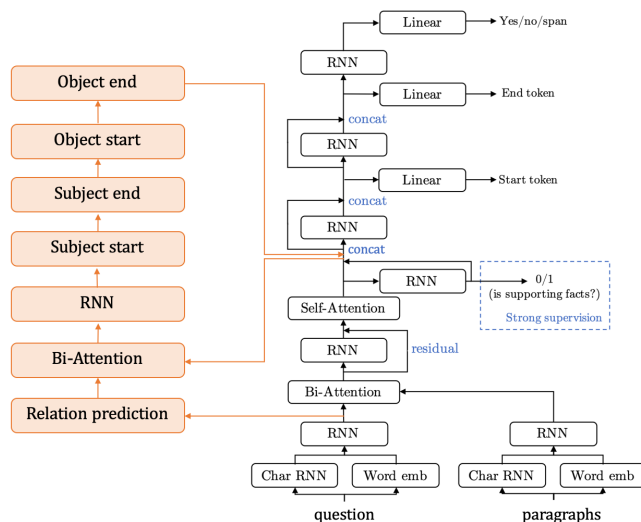 Linear
Yes/no/span
RNN
Object end
Linear
End token
concat
Object start
RNN
Subject end
Linear
Start token
concat
Subject start
RNN
concat
RNN
RNN
0/1
(is supporting facts?)
Self-Attention
Strong supervision
Bi-Attention
RNN
residual
Bi-Attention
Relation prediction
RNN
RNN
Char RNN
Word emb
Char RNN
Word emb
question
paragraphs